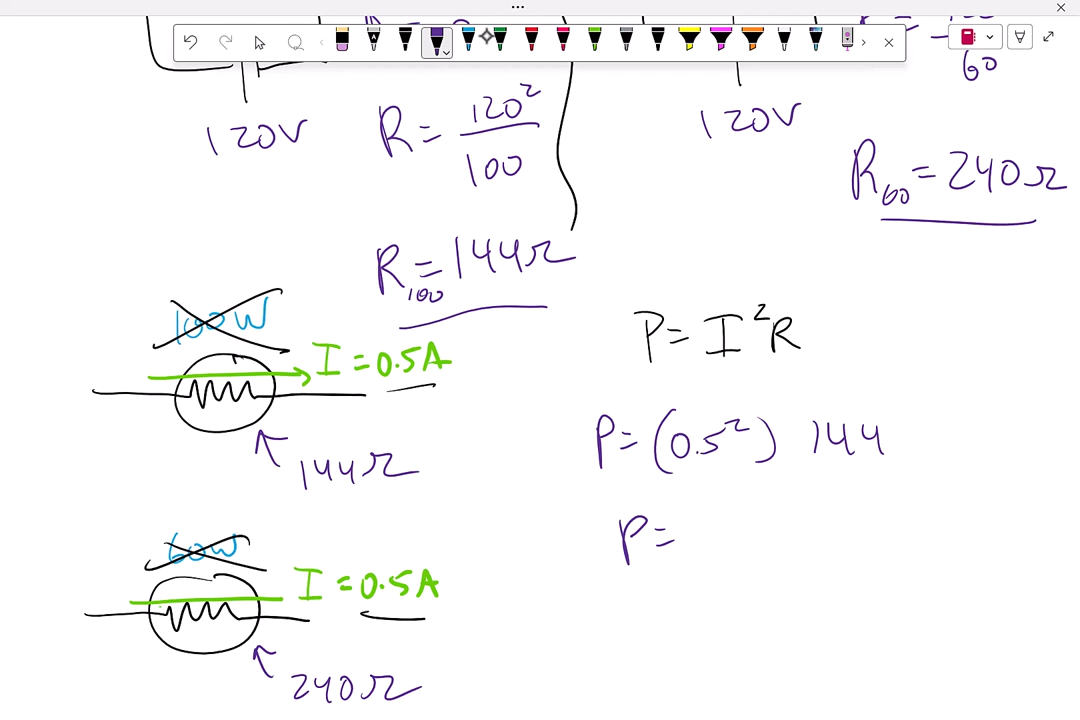 120V
R = 120²
100
120V
60
R₆₀ = 240Ω
R₁₀₀ = 144Ω
100W
I = 0.5A
144Ω
P = I²R
P = (0.5²) 144
P =
60W
I = 0.5A
240Ω